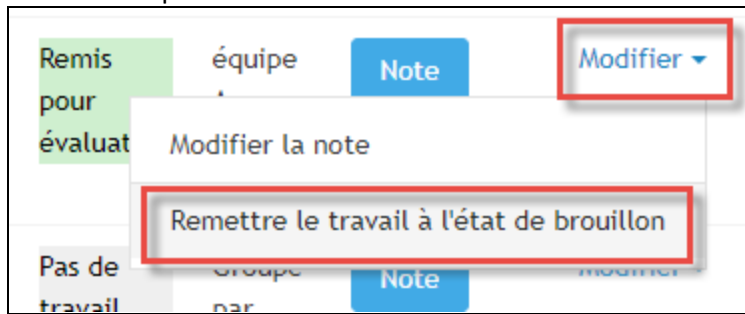 Remis
pour
évaluat
équipe
Note
Modifier
Modifier la note
Remettre le travail à l'état de brouillon
Pas de
travail
Groupe
par
Note
Modifier